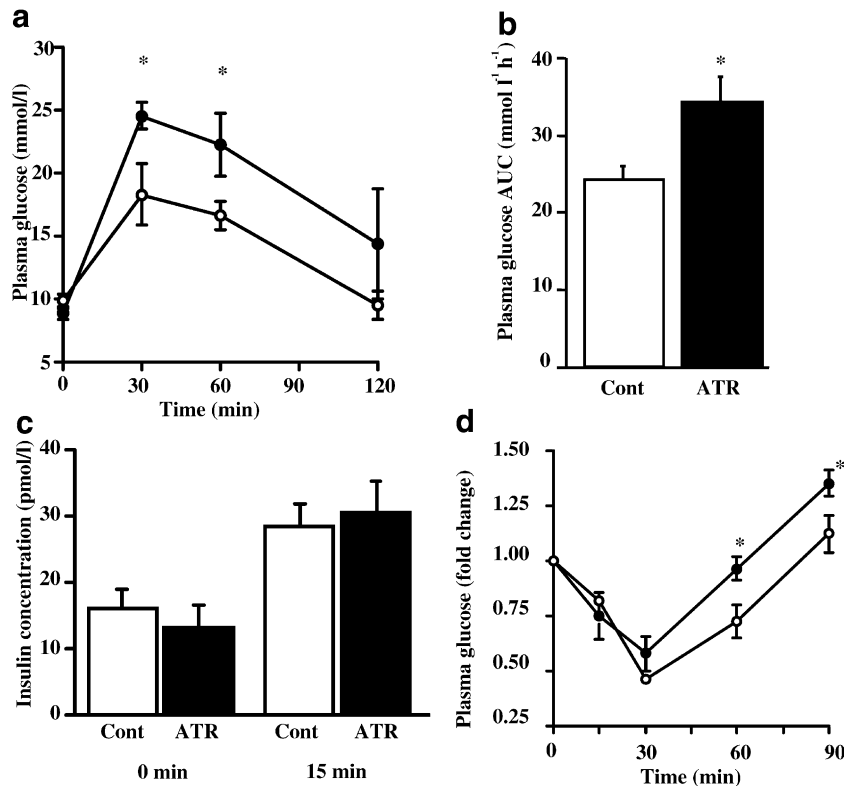 a
Plasma glucose (mmol/l)
30
25
20
15
10
5
* *
0 30 60 90 120
Time (min)
b
Plasma glucose AUC (mmol l⁻¹ h⁻¹)
40
30
20
10
0
*
Cont ATR
c
Insulin concentration (pmol/l)
40
30
20
10
0
Cont ATR Cont ATR
0 min 15 min
d
Plasma glucose (fold change)
1.50
1.25
1.00
0.75
0.50
0.25
* *
0 30 60 90
Time (min)